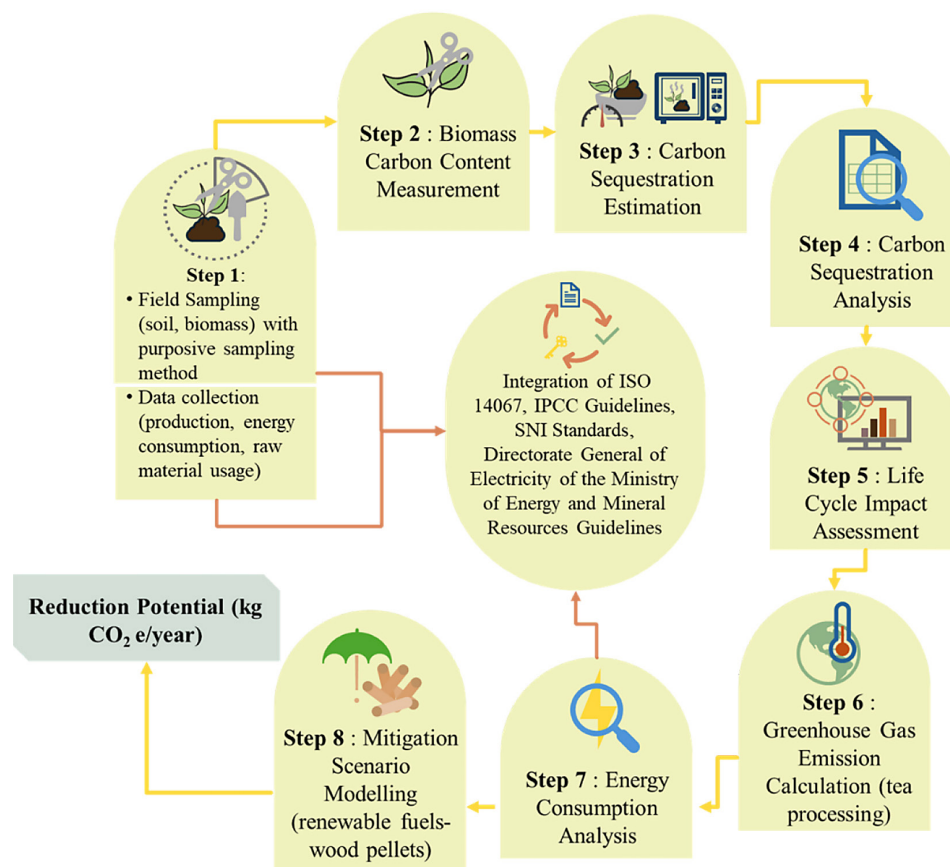 Step 1:
• Field Sampling
(soil, biomass) with
purposive sampling
method
• Data collection
(production, energy
consumption, raw
material usage)
Step 2 : Biomass
Carbon Content
Measurement
Step 3 : Carbon
Sequestration
Estimation
Step 4 : Carbon
Sequestration
Analysis
Step 5 : Life
Cycle Impact
Assessment
Step 6 :
Greenhouse Gas
Emission
Calculation (tea
processing)
Step 7 : Energy
Consumption
Analysis
Step 8 : Mitigation
Scenario
Modelling
(renewable fuels-
wood pellets)
Reduction Potential (kg
CO₂ e/year)
Integration of ISO
14067, IPCC Guidelines,
SNI Standards,
Directorate General of
Electricity of the Ministry
of Energy and Mineral
Resources Guidelines